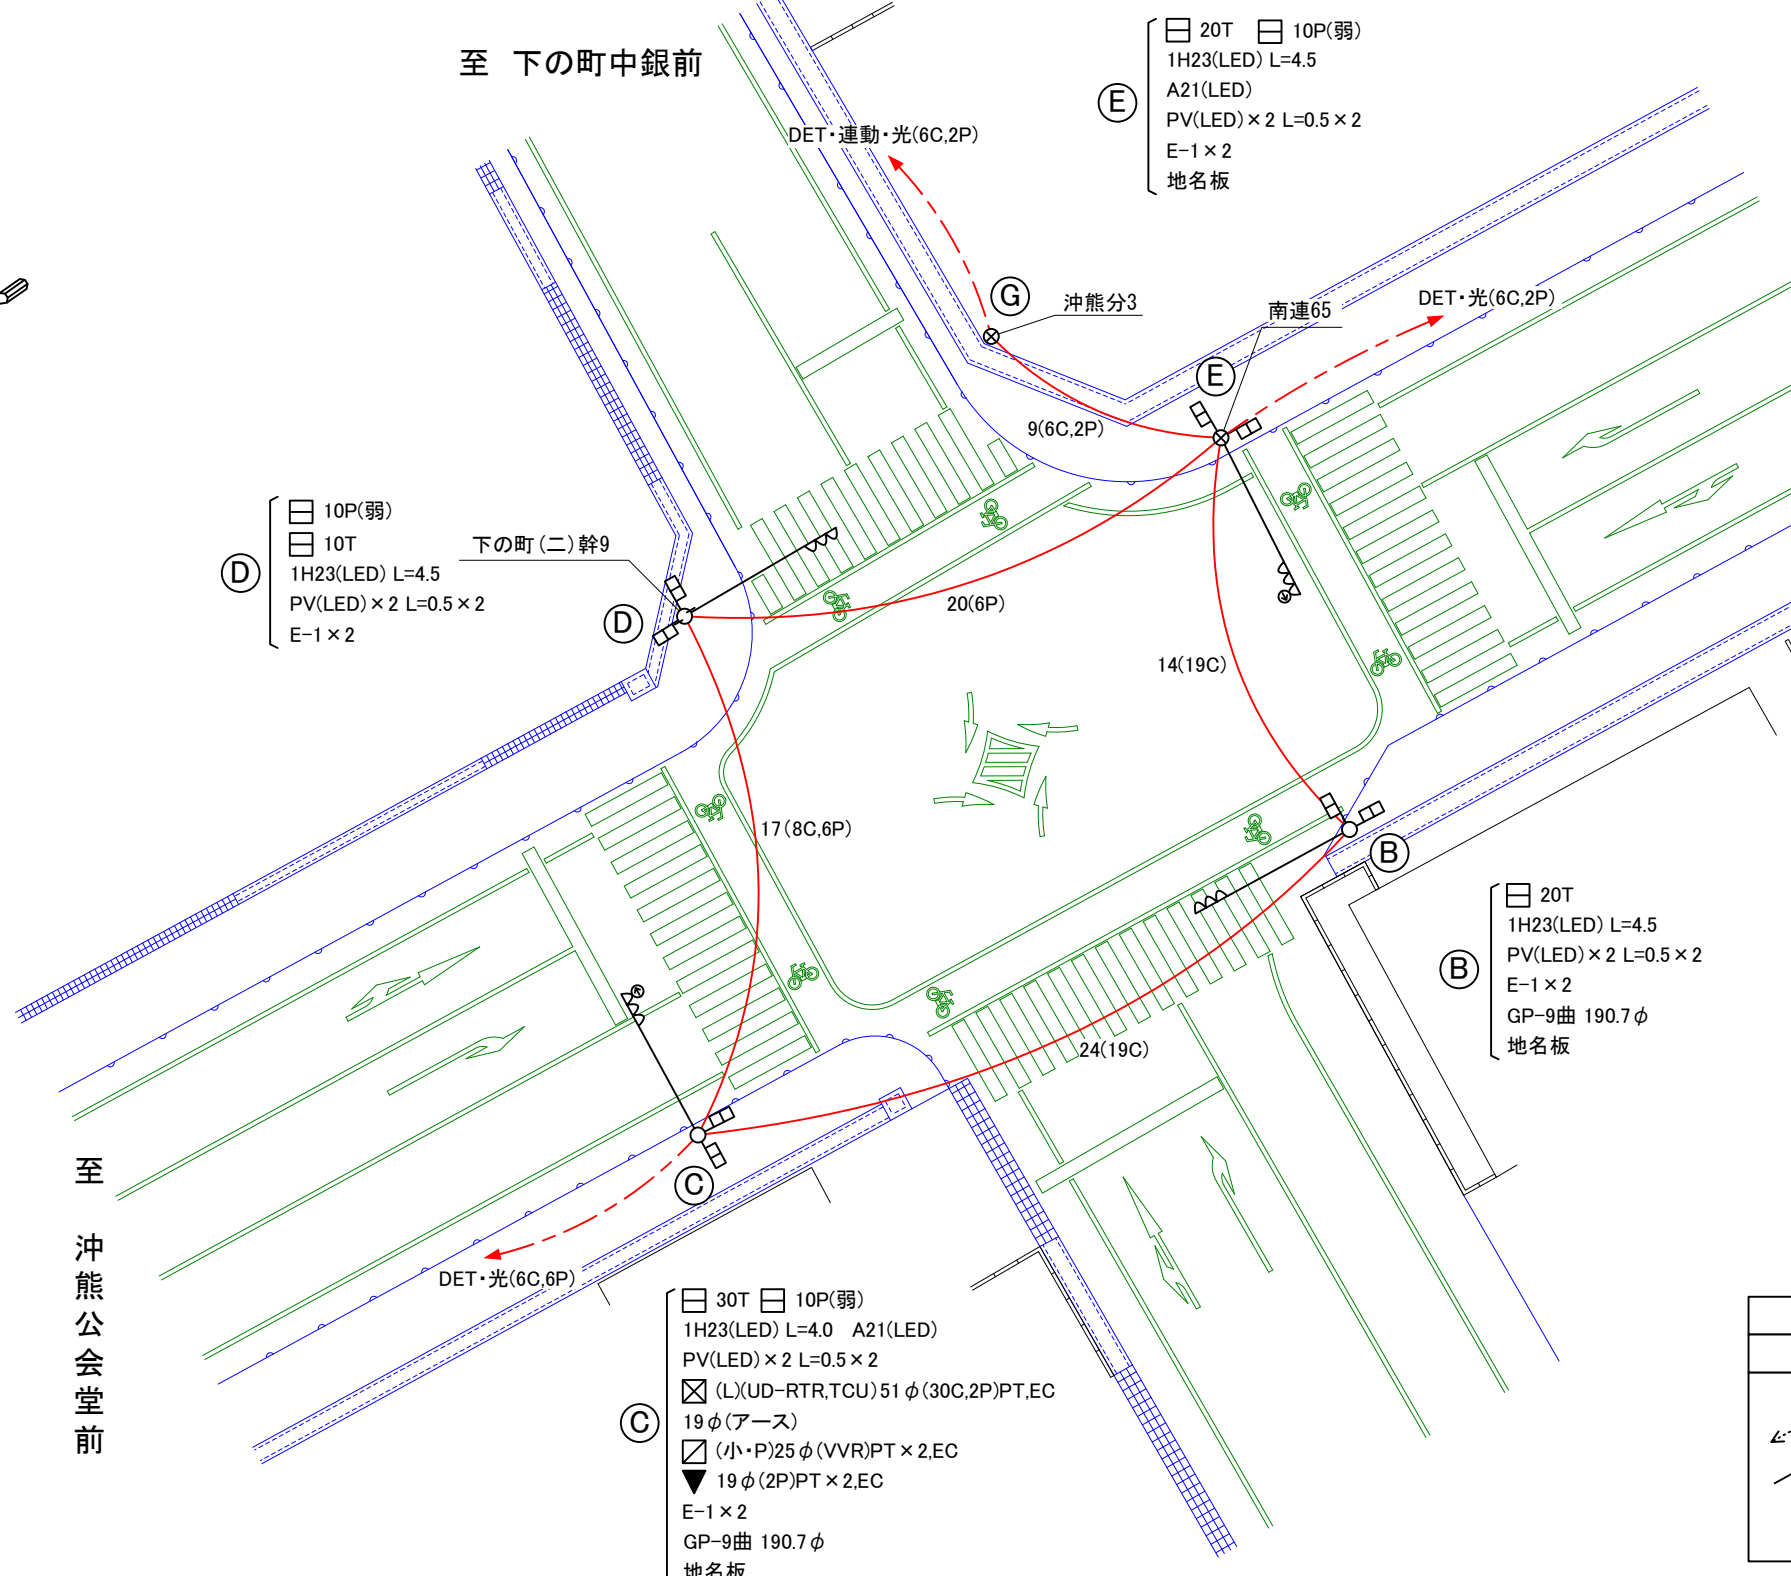 至 下の町中銀前
E
20T 10P(弱)
1H23(LED) L=4.5
A21(LED)
PV(LED)×2 L=0.5×2
E-1×2
地名板
DET・連動・光(6C,2P)
G
沖熊分3
南連65
DET・光(6C,2P)
E
9(6C,2P)
D
10P(弱)
10T
1H23(LED) L=4.5
PV(LED)×2 L=0.5×2
E-1×2
下の町(二)幹9
D
20(6P)
14(19C)
17(8C,6P)
B
B
20T
1H23(LED) L=4.5
PV(LED)×2 L=0.5×2
E-1×2
GP-9曲 190.7φ
地名板
24(19C)
C
DET・光(6C,6P)
至 沖熊公会堂前
C
30T 10P(弱)
1H23(LED) L=4.0 A21(LED)
PV(LED)×2 L=0.5×2
(L)(UD-RTR,TCU)51φ(30C,2P)PT,EC
19φ(アース)
(小・P)25φ(VVR)PT×2,EC
19φ(2P)PT×2,EC
E-1×2
GP-9曲 190.7φ
地名板